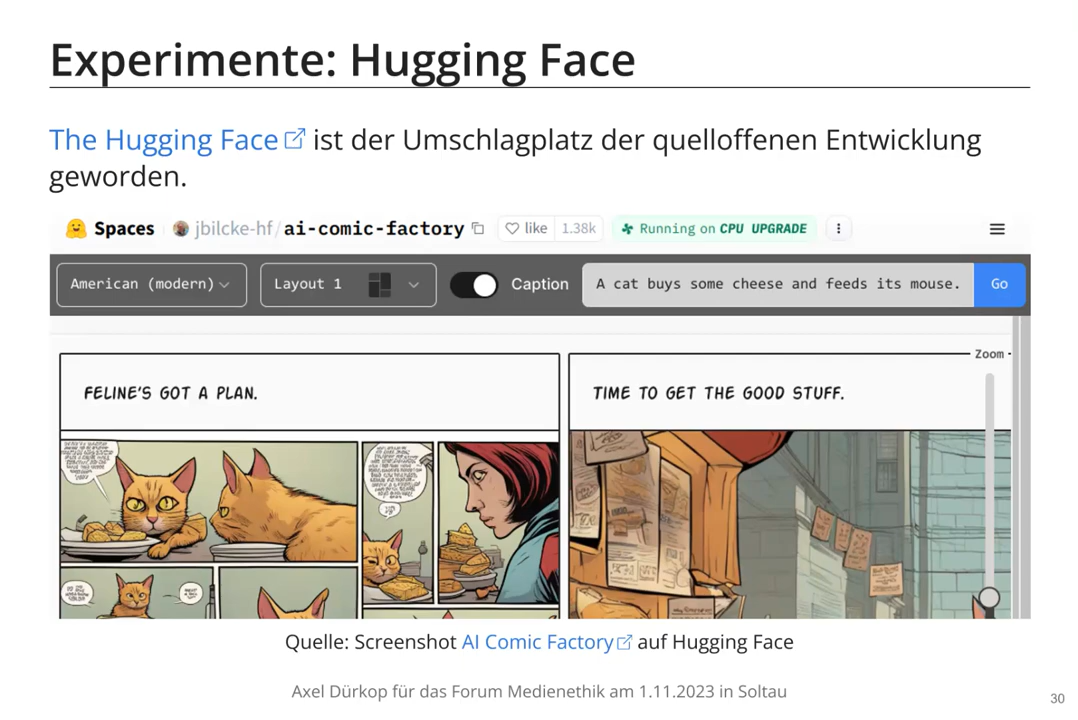 Experimente: Hugging Face
The Hugging Face ist der Umschlagplatz der quelloffenen Entwicklung
geworden.
Spaces jbilcke-hf/ai-comic-factory like 1.38k Running on CPU UPGRADE
American (modern) Layout 1 Caption A cat buys some cheese and feeds its mouse. Go
Zoom
FELINE'S GOT A PLAN.
TIME TO GET THE GOOD STUFF.
Quelle: Screenshot AI Comic Factory auf Hugging Face
Axel Dürkop für das Forum Medienethik am 1.11.2023 in Soltau
30